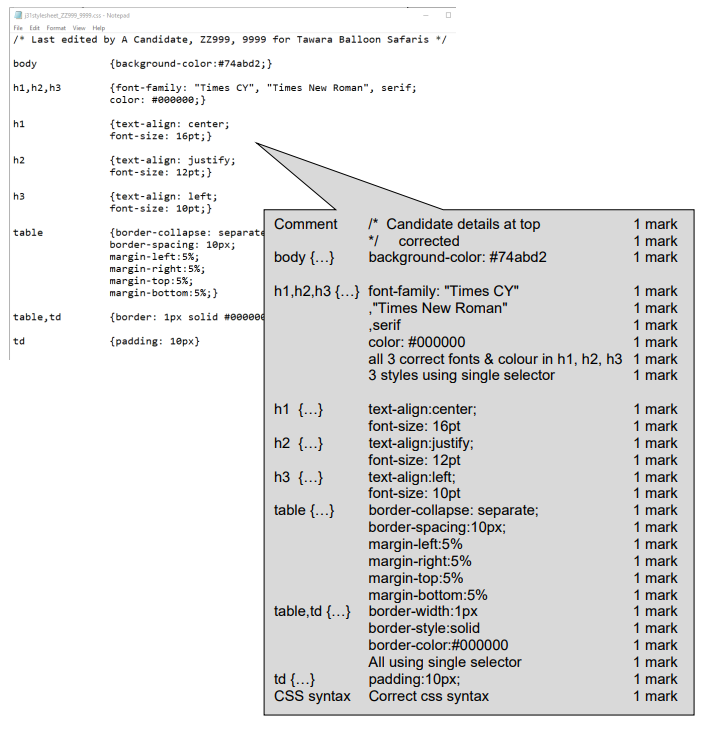 j31stylesheet_ZZ999_9999.css - Notepad
File Edit Format View Help
/* Last edited by A Candidate, ZZ999, 9999 for Tawara Balloon Safaris */
body {background-color:#74abd2;}
h1,h2,h3 {font-family: "Times CY", "Times New Roman", serif;
color: #000000;}
h1 {text-align: center;
font-size: 16pt;}
h2 {text-align: justify;
font-size: 12pt;}
h3 {text-align: left;
font-size: 10pt;}
table {border-collapse: separate
border-spacing: 10px;
margin-left:5%;
margin-right:5%;
margin-top:5%;
margin-bottom:5%;}
table,td {border: 1px solid #000000
td {padding: 10px}
Comment /* Candidate details at top 1 mark
*/ corrected 1 mark
body {…} background-color: #74abd2 1 mark
h1,h2,h3 {…} font-family: "Times CY" 1 mark
,"Times New Roman" 1 mark
,serif 1 mark
color: #000000 1 mark
all 3 correct fonts & colour in h1, h2, h3 1 mark
3 styles using single selector 1 mark
h1 {…} text-align:center; 1 mark
font-size: 16pt 1 mark
h2 {…} text-align:justify; 1 mark
font-size: 12pt 1 mark
h3 {…} text-align:left; 1 mark
font-size: 10pt 1 mark
table {…} border-collapse: separate; 1 mark
border-spacing:10px; 1 mark
margin-left:5% 1 mark
margin-right:5% 1 mark
margin-top:5% 1 mark
margin-bottom:5% 1 mark
table,td {…} border-width:1px 1 mark
border-style:solid 1 mark
border-color:#000000 1 mark
All using single selector 1 mark
td {…} padding:10px; 1 mark
CSS syntax Correct css syntax 1 mark